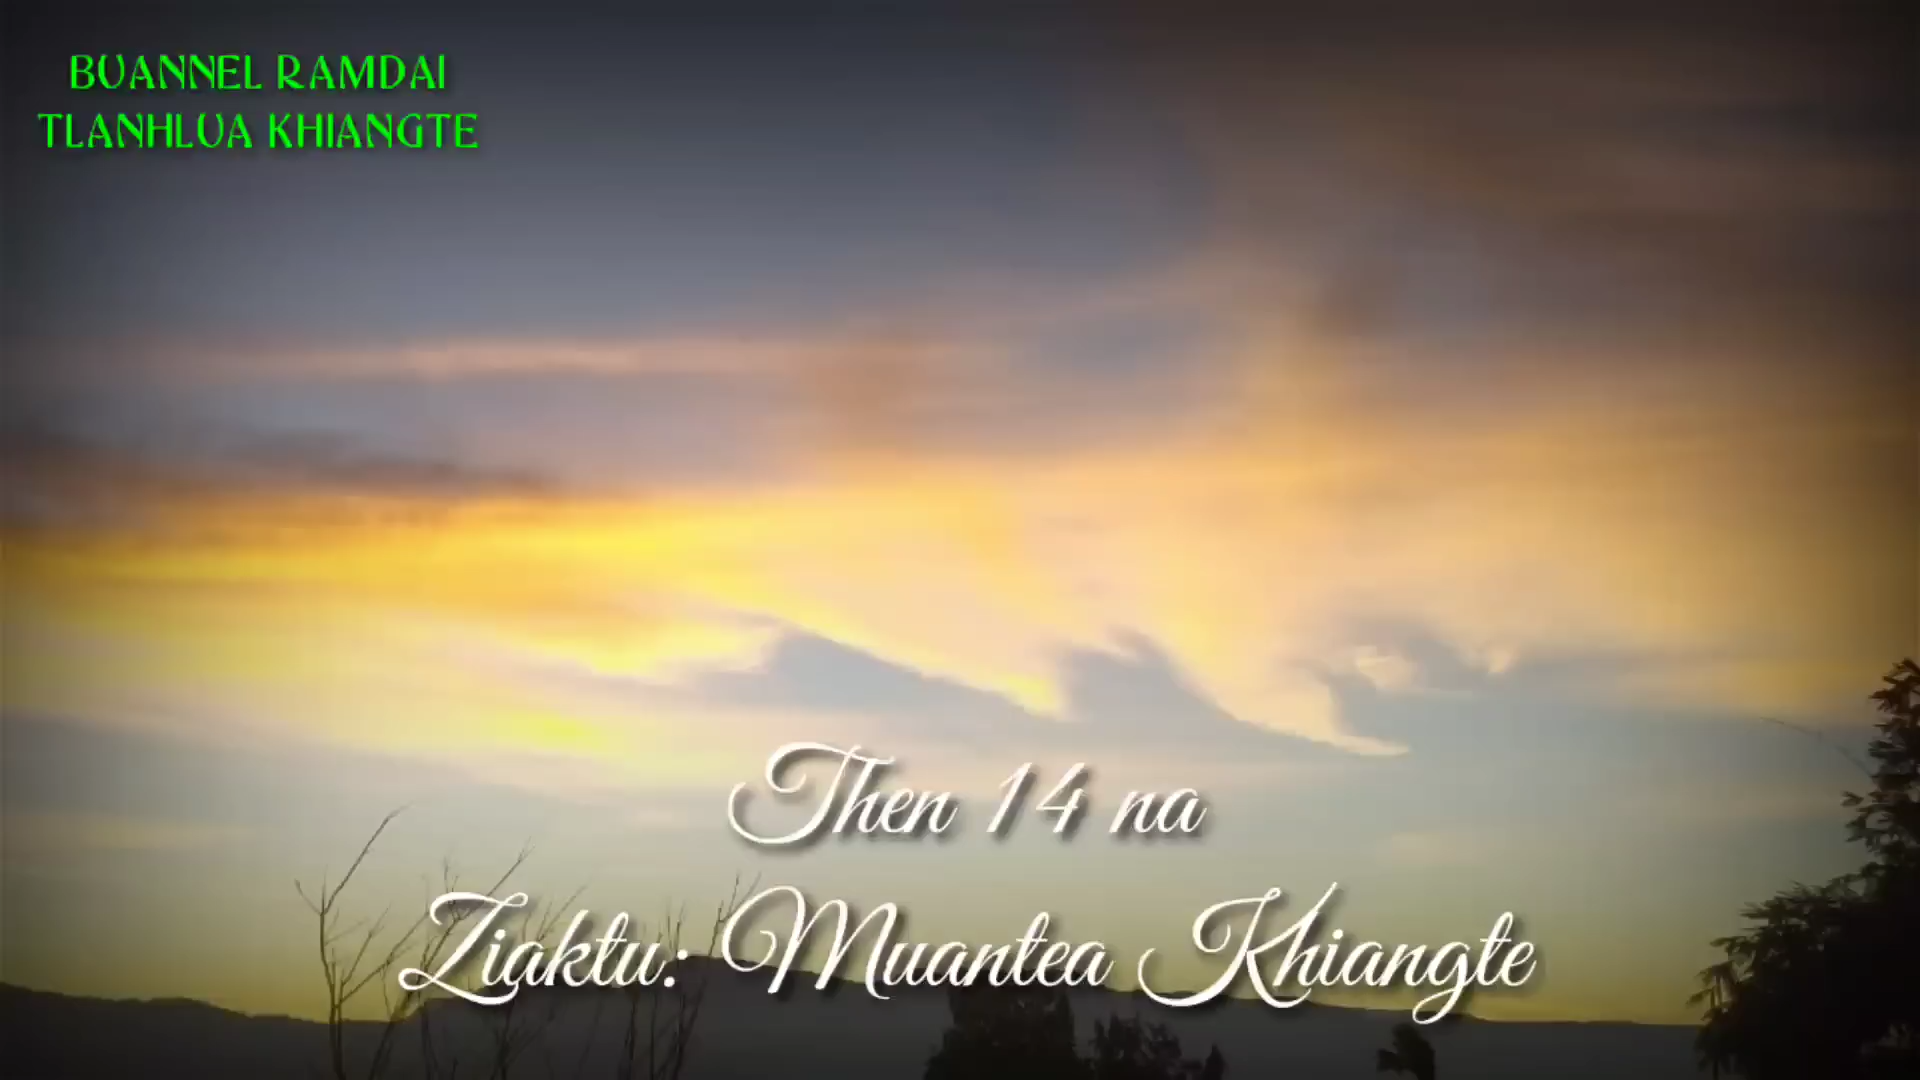 BUANNEL RAMDAI
TLANHLUA KHIANGTE
Then 14 na
Ziaktu: Muantea Khiangte